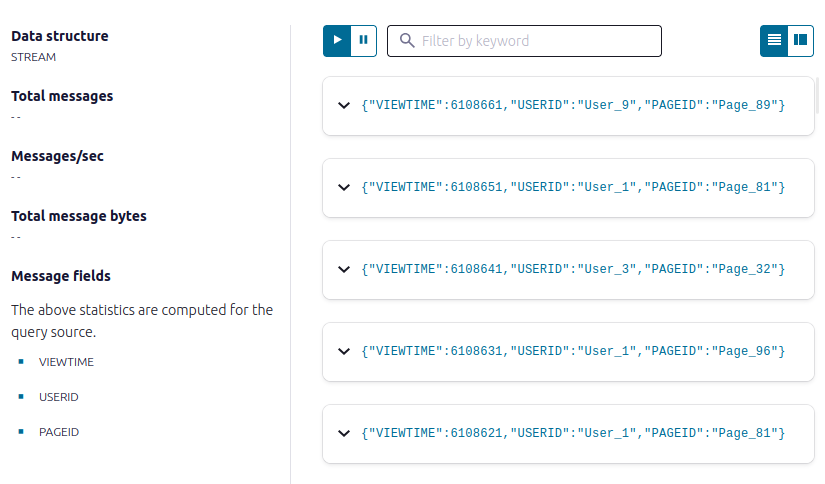 Data structure
STREAM
Total messages
--
Messages/sec
--
Total message bytes
--
Message fields
The above statistics are computed for the
query source.
VIEWTIME
USERID
PAGEID
Filter by keyword
{"VIEWTIME":6108661,"USERID":"User_9","PAGEID":"Page_89"}
{"VIEWTIME":6108651,"USERID":"User_1","PAGEID":"Page_81"}
{"VIEWTIME":6108641,"USERID":"User_3","PAGEID":"Page_32"}
{"VIEWTIME":6108631,"USERID":"User_1","PAGEID":"Page_96"}
{"VIEWTIME":6108621,"USERID":"User_1","PAGEID":"Page_81"}